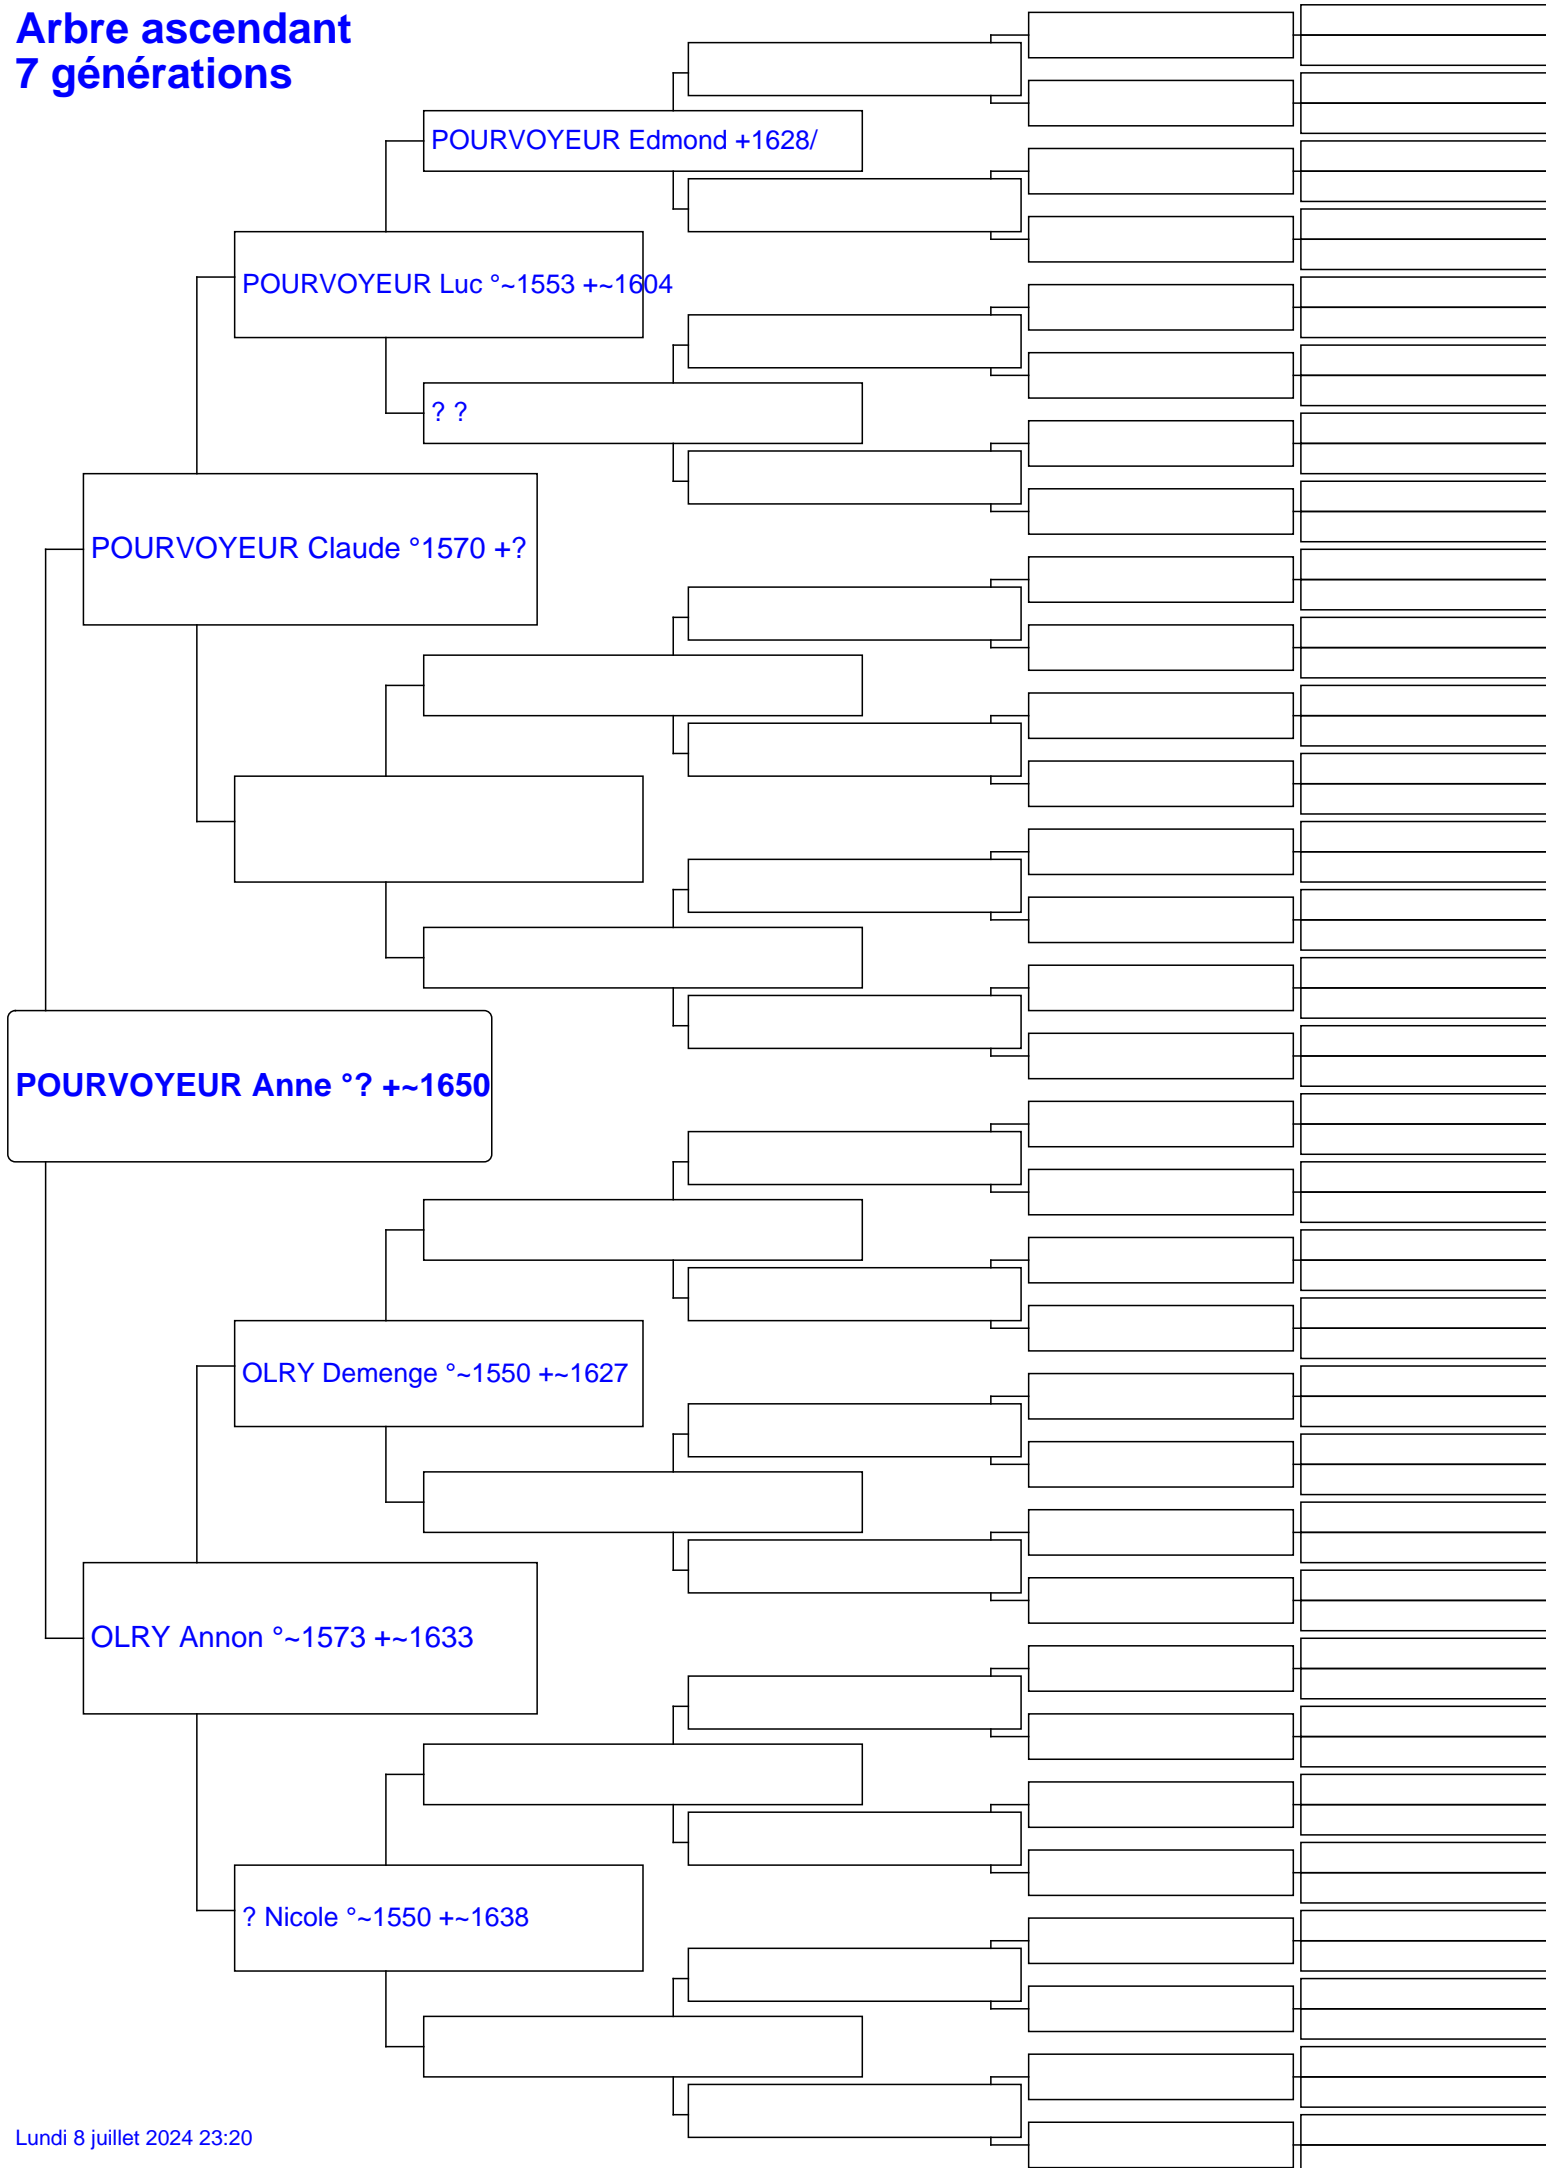 Arbre ascendant
7 générations
POURVOYEUR Edmond +1628/
POURVOYEUR Luc °~1553 +~1604
? ?
POURVOYEUR Claude °1570 +?
POURVOYEUR Anne °? +~1650
OLRY Demenge °~1550 +~1627
OLRY Annon °~1573 +~1633
? Nicole °~1550 +~1638
Lundi 8 juillet 2024 23:20